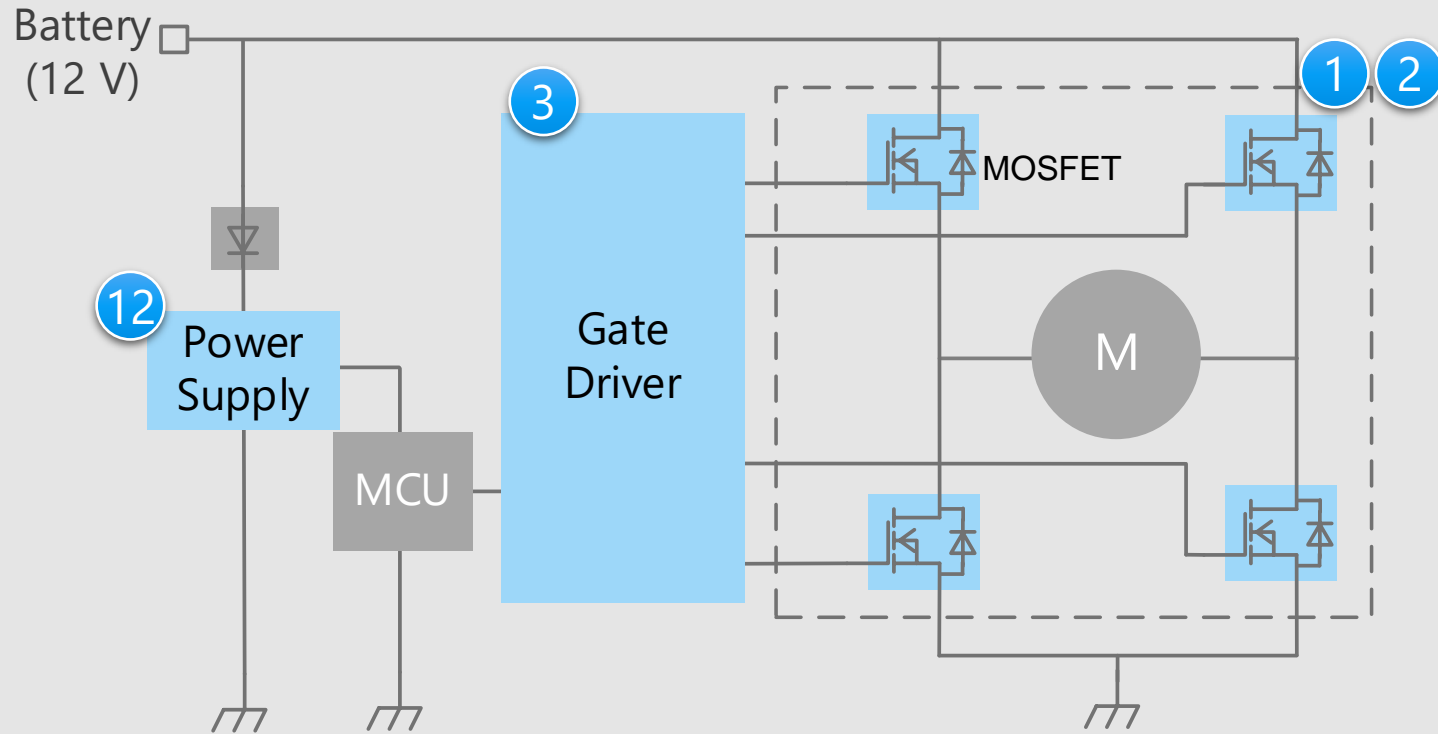 Battery
(12 V)
1
2
3
MOSFET
12
Power
Supply
Gate
Driver
M
MCU